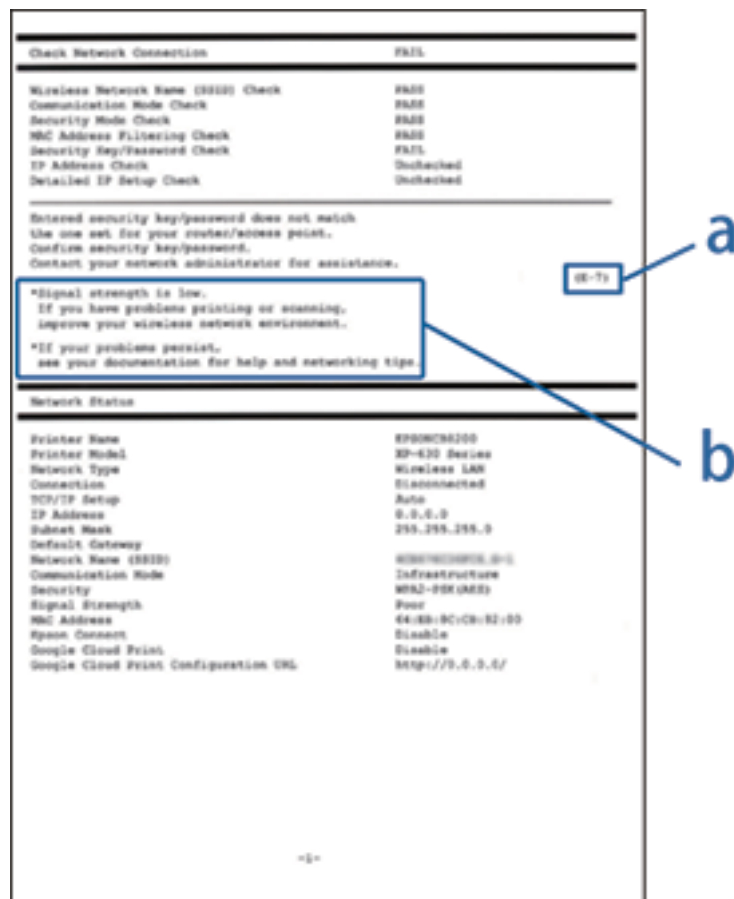 Check Network Connection FAIL
Wireless Network Name (SSID) Check PASS
Communication Mode Check PASS
Security Mode Check PASS
MAC Address Filtering Check PASS
Security Key/Password Check FAIL
IP Address Check Unchecked
Detailed IP Setup Check Unchecked
Entered security key/password does not match
the one set for your router/access point.
Confirm security key/password.
Contact your network administrator for assistance.
(E-7)
a
*Signal strength is low.
If you have problems printing or scanning,
improve your wireless network environment.
*If your problems persist,
see your documentation for help and networking tips.
b
Network Status
Printer Name
Printer Model XP-630 Series
Network Type Wireless LAN
Connection Disconnected
TCP/IP Setup Auto
IP Address 0.0.0.0
Subnet Mask 255.255.255.0
Default Gateway
Network Name (SSID)
Communication Mode Infrastructure
Security WPA2-PSK(AES)
Signal Strength Poor
MAC Address
Epson Connect Disable
Google Cloud Print Disable
Google Cloud Print Configuration URL http://0.0.0.0/
-1-